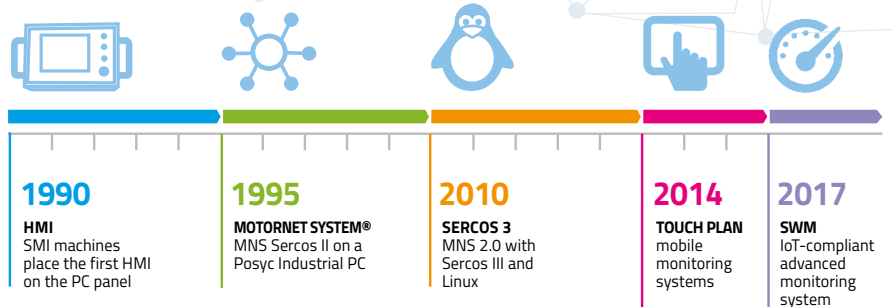 1990
HMI
SMI machines
place the first HMI
on the PC panel
1995
MOTORNET SYSTEM®
MNS Sercos II on a
Posyc Industrial PC
2010
SERCOS 3
MNS 2.0 with
Sercos III and
Linux
2014
TOUCH PLAN
mobile
monitoring
systems
2017
SWM
IoT-compliant
advanced
monitoring
system